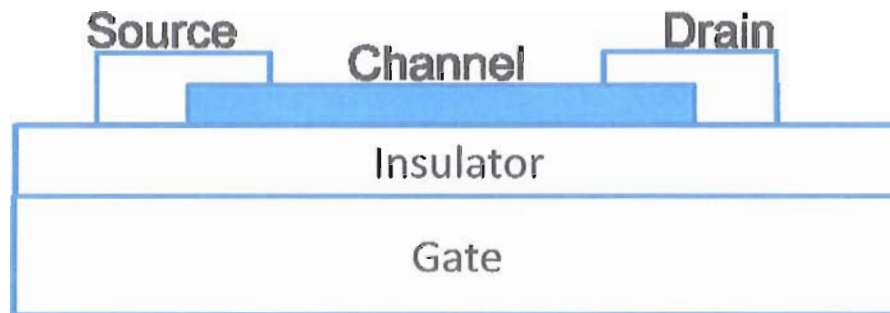 Source
Drain
Channel
Insulator
Gate